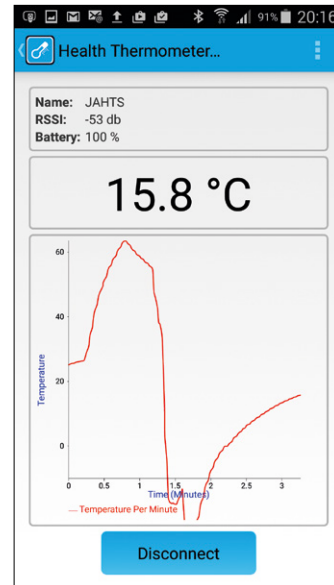 91% 20:16
Health Thermometer...
Name: JAHTS
RSSI: -53 db
Battery: 100 %
15.8 °C
60
40
20
0
Temperature
0 0.5 1 1.5 2 2.5 3
Time (Minutes)
Temperature Per Minute
Disconnect